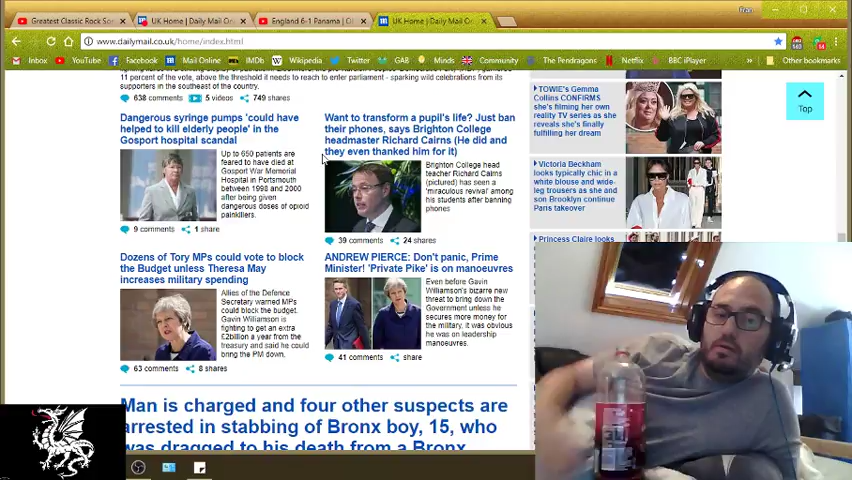 Greatest Classic Rock Son
UK Home | Daily Mail On
England 6-1 Panama | Ci
UK Home | Daily Mail On
www.dailymail.co.uk/home/index.html
Inbox YouTube Facebook Mail Online IMDb Wikipedia Twitter GAB Minds Community The Pendragons Netflix BBC iPlayer Other bookmarks
11 percent of the vote, above the threshold it needs to reach to enter parliament - sparking wild celebrations from its
supporters in the southeast of the country.
638 comments 5 videos 749 shares
Dangerous syringe pumps 'could have
helped to kill elderly people' in the
Gosport hospital scandal
Up to 650 patients are
feared to have died at
Gosport War Memorial
Hospital in Portsmouth
between 1998 and 2000
after being given
dangerous doses of opioid
painkillers.
9 comments 1 share
Want to transform a pupil's life? Just ban
their phones, says Brighton College
headmaster Richard Cairns (He did and
they even thanked him for it)
Brighton College head
teacher Richard Cairns
(pictured) has seen a
'miraculous revival' among
his students after banning
phones
39 comments 24 shares
Dozens of Tory MPs could vote to block
the Budget unless Theresa May
increases military spending
Allies of the Defence
Secretary warned MPs
could block the budget.
Gavin Williamson is
fighting to get an extra
£2billion a year from the
treasury and said he could
bring the PM down.
63 comments 8 shares
ANDREW PIERCE: Don't panic, Prime
Minister! 'Private Pike' is on manoeuvres
Even before Gavin
Williamson's bizarre new
threat to bring down the
Government unless he
secures more money for
the military, it was obvious
he was on leadership
manoeuvres.
41 comments share
Man is charged and four other suspects are
arrested in stabbing of Bronx boy, 15, who
was dragged to his death from a Bronx
TOWIE's Gemma
Collins CONFIRMS
she's filming her own
reality TV series as
she reveals she's finally
fulfilling her dream
Victoria Beckham
looks typically chic in a
white blouse and wide-
leg trousers as she and
son Brooklyn continue
Paris takeover
Princess Claire looks
Top